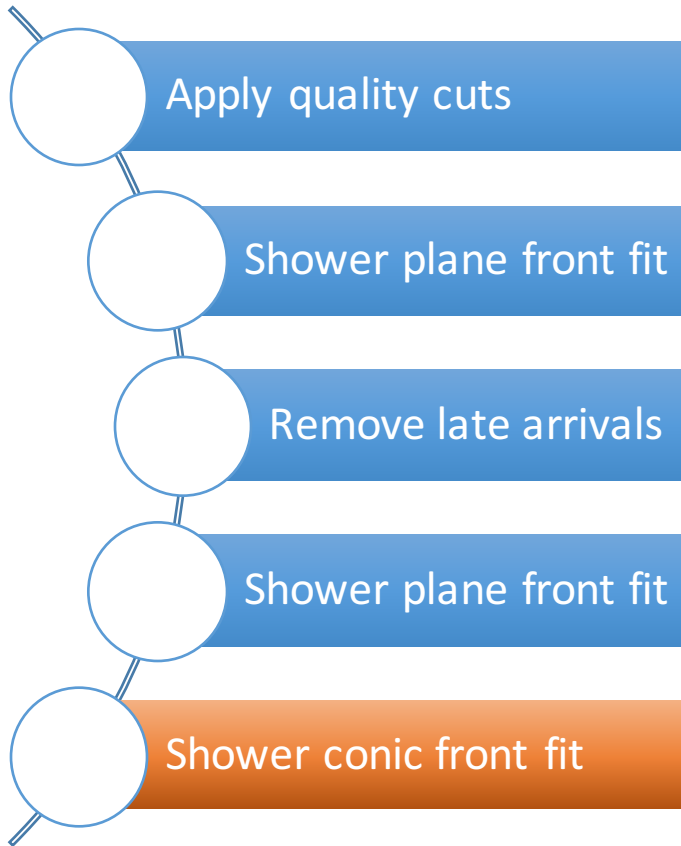 Apply quality cuts
Shower plane front fit
Remove late arrivals
Shower plane front fit
Shower conic front fit